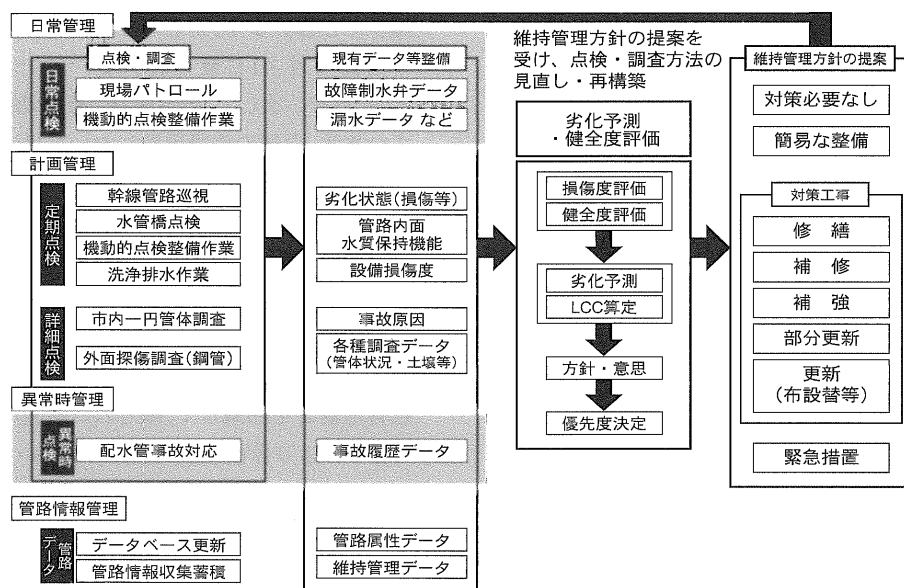 日常管理
点検・調査
日常点検
現場パトロール
機動的点検整備作業
計画管理
定期点検
幹線管路巡視
水管橋点検
機動的点検整備作業
洗浄排水作業
詳細点検
市内一円管体調査
外面探傷調査(鋼管)
異常時管理
異常時
点検
配水管事故対応
管路情報管理
管路
データ
データベース更新
管路情報収集蓄積
現有データ等整備
故障制水弁データ
漏水データ など
劣化状態(損傷等)
管路内面
水質保持機能
設備損傷度
事故原因
各種調査データ
(管体状況・土壌等)
事故履歴データ
管路属性データ
維持管理データ
維持管理方針の提案を
受け、点検・調査方法の
見直し・再構築
劣化予測
・健全度評価
損傷度評価
健全度評価
劣化予測
LCC算定
方針・意思
優先度決定
維持管理方針の提案
対策必要なし
簡易な整備
対策工事
修 繕
補 修
補 強
部分更新
更新
(布設替等)
緊急措置